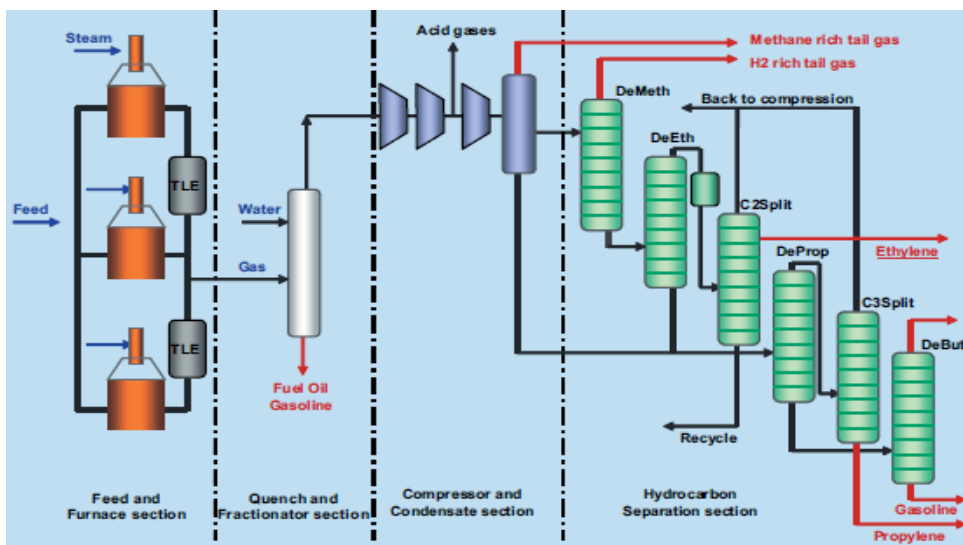 Steam
TLE
Feed
TLE
Feed and
Furnace section
Water
Gas
Fuel Oil
Gasoline
Quench and
Fractionator section
Acid gases
Compressor and
Condensate section
Methane rich tail gas
H2 rich tail gas
DeMeth
Back to compression
DeEth
C2Split
Ethylene
DeProp
C3Split
DeBut
Recycle
Hydrocarbon
Separation section
Gasoline
Propylene